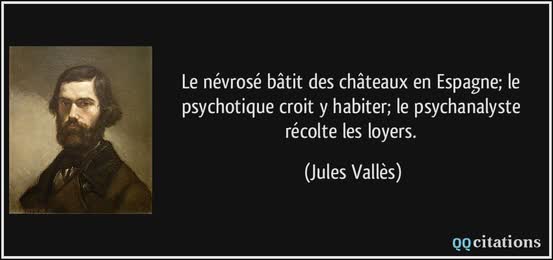 Le névrosé bâtit des châteaux en Espagne; le
psychotique croit y habiter; le psychanalyste
récolte les loyers.
(Jules Vallès)
QQcitations